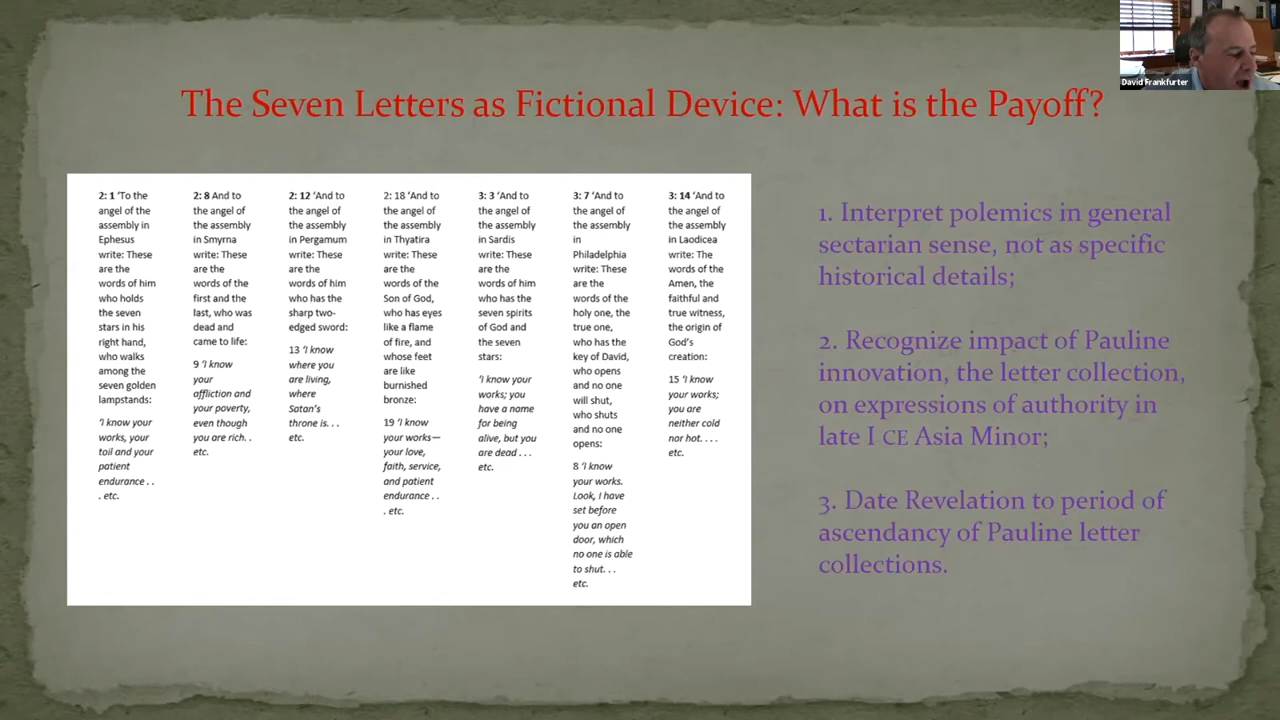 David Frankfurter
The Seven Letters as Fictional Device: What is the Payoff?
2: 1 ‘To the
angel of the
assembly in
Ephesus
write: These
are the
words of him
who holds
the seven
stars in his
right hand,
who walks
among the
seven golden
lampstands:
‘I know your
works, your
toil and your
patient
endurance . .
. etc.
2: 8 And to
the angel of
the assembly
in Smyrna
write: These
are the
words of the
first and the
last, who was
dead and
came to life:
9 ‘I know
your
affliction and
your poverty,
even though
you are rich. .
etc.
2: 12 ‘And to
the angel of
the assembly
in Pergamum
write: These
are the
words of him
who has the
sharp two-
edged sword:
13 ‘I know
where you
are living,
where
Satan’s
throne is. . .
etc.
2: 18 ‘And to
the angel of
the assembly
in Thyatira
write: These
are the
words of the
Son of God,
who has eyes
like a flame
of fire, and
whose feet
are like
burnished
bronze:
19 ‘I know
your works—
your love,
faith, service,
and patient
endurance . .
. etc.
3: 3 ‘And to
the angel of
the assembly
in Sardis
write: These
are the
words of him
who has the
seven spirits
of God and
the seven
stars:
‘I know your
works; you
have a name
for being
alive, but you
are dead . . .
etc.
3: 7 ‘And to
the angel of
the assembly
in
Philadelphia
write: These
are the
words of the
holy one, the
true one,
who has the
key of David,
who opens
and no one
will shut,
who shuts
and no one
opens:
8 ‘I know
your works.
Look, I have
set before
you an open
door, which
no one is able
to shut. . .
etc.
3: 14 ‘And to
the angel of
the assembly
in Laodicea
write: The
words of the
Amen, the
faithful and
true witness,
the origin of
God’s
creation:
15 ‘I know
your works;
you are
neither cold
nor hot. . . .
etc.
1. Interpret polemics in general
sectarian sense, not as specific
historical details;
2. Recognize impact of Pauline
innovation, the letter collection,
on expressions of authority in
late I CE Asia Minor;
3. Date Revelation to period of
ascendancy of Pauline letter
collections.